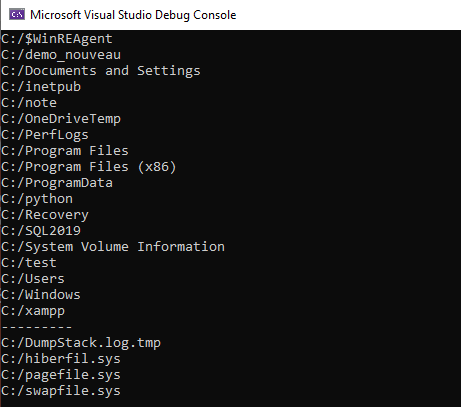 Microsoft Visual Studio Debug Console
C:/$WinREAgent
C:/demo_nouveau
C:/Documents and Settings
C:/inetpub
C:/note
C:/OneDriveTemp
C:/PerfLogs
C:/Program Files
C:/Program Files (x86)
C:/ProgramData
C:/python
C:/Recovery
C:/SQL2019
C:/System Volume Information
C:/test
C:/Users
C:/Windows
C:/xampp
---------
C:/DumpStack.log.tmp
C:/hiberfil.sys
C:/pagefile.sys
C:/swapfile.sys